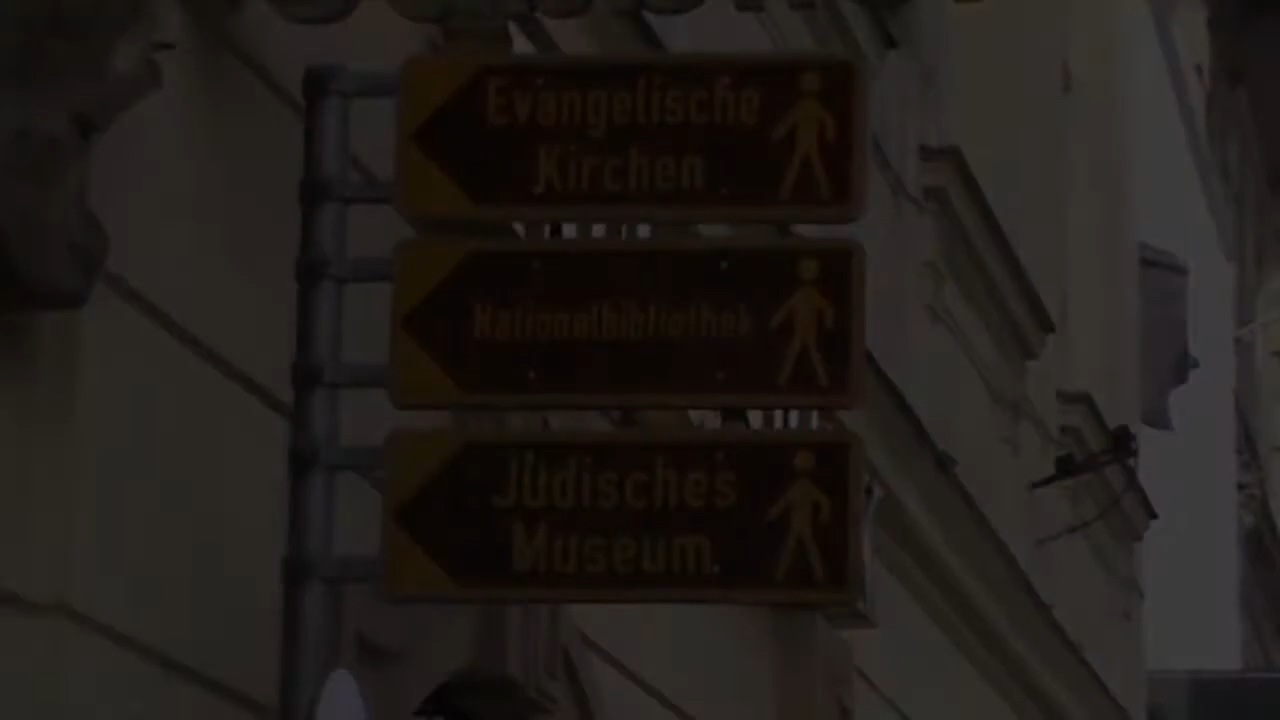 Evangelische
Kirchen
Nationalbibliothek
Jüdisches
Museum